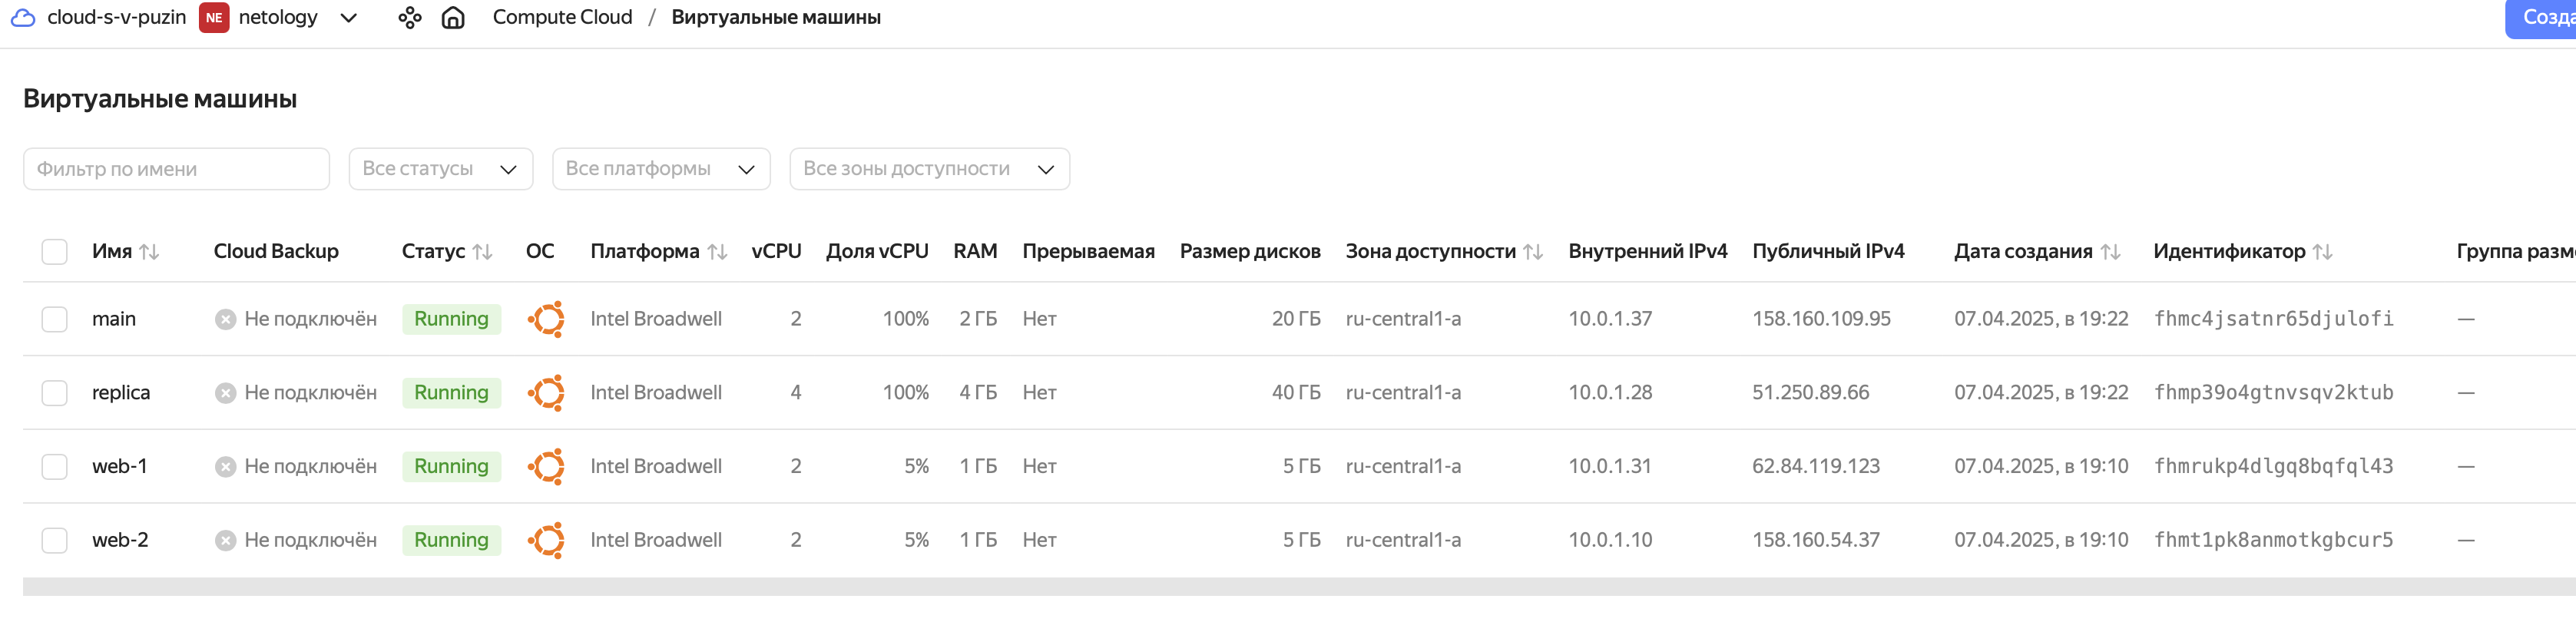 cloud-s-v-puzin NE netology Compute Cloud / Виртуальные машины
Виртуальные машины
Фильтр по имени Все статусы Все платформы Все зоны доступности
Имя Cloud Backup Статус ОС Платформа vCPU Доля vCPU RAM Прерываемая Размер дисков Зона доступности Внутренний IPv4 Публичный IPv4 Дата создания Идентификатор Группа
main Не подключён Running Intel Broadwell 2 100% 2 ГБ Нет 20 ГБ ru-central1-a 10.0.1.37 158.160.109.95 07.04.2025, в 19:22 fhmc4jsatnr65djulofi —
replica Не подключён Running Intel Broadwell 4 100% 4 ГБ Нет 40 ГБ ru-central1-a 10.0.1.28 51.250.89.66 07.04.2025, в 19:22 fhmp39o4gtnvsqv2ktub —
web-1 Не подключён Running Intel Broadwell 2 5% 1 ГБ Нет 5 ГБ ru-central1-a 10.0.1.31 62.84.119.123 07.04.2025, в 19:10 fhmrukp4dlgq8bqfql43 —
web-2 Не подключён Running Intel Broadwell 2 5% 1 ГБ Нет 5 ГБ ru-central1-a 10.0.1.10 158.160.54.37 07.04.2025, в 19:10 fhmt1pk8anmotkgbcur5 —